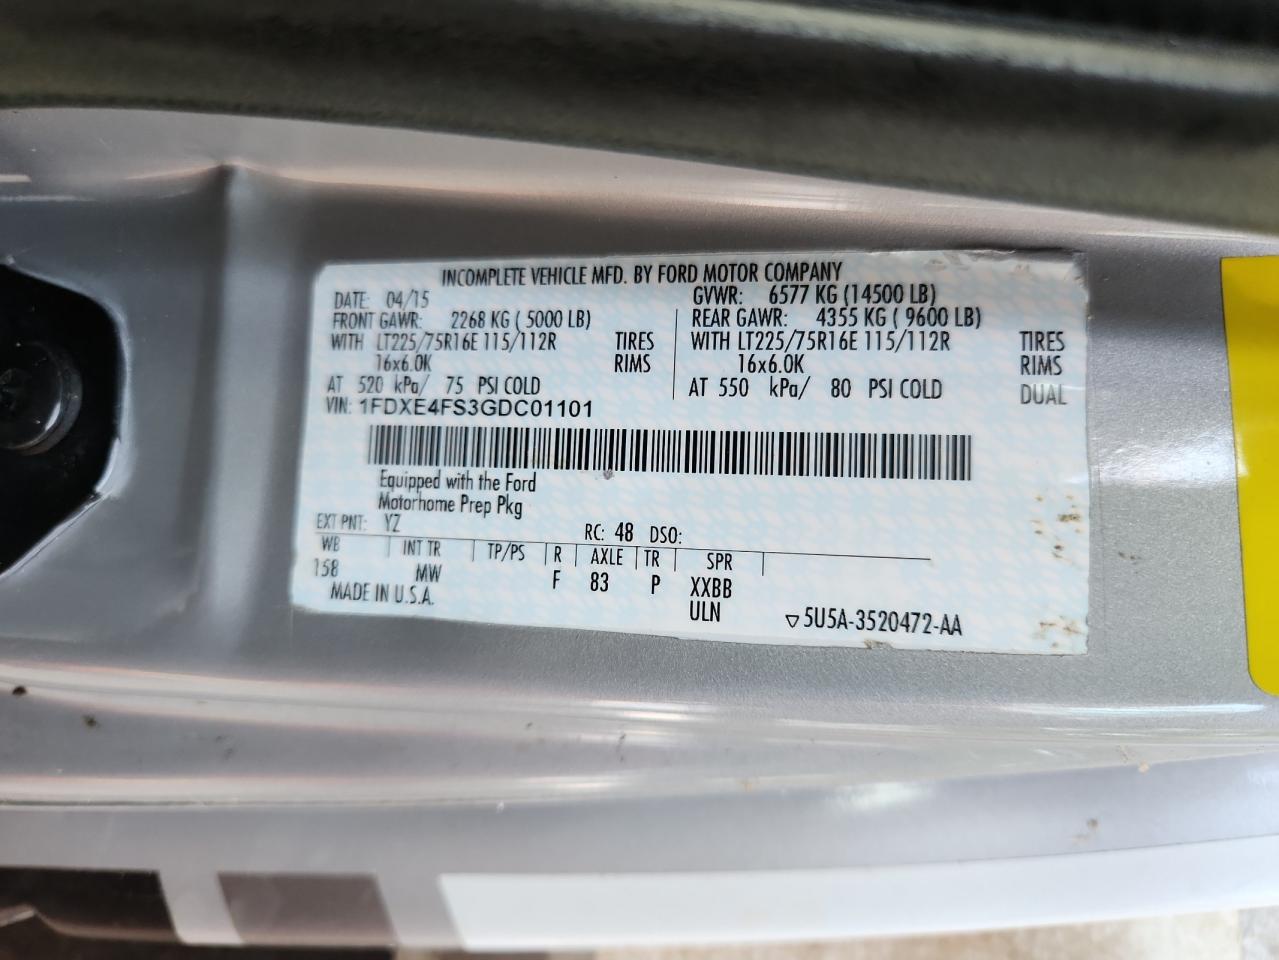 INCOMPLETE VEHICLE MFD. BY FORD MOTOR COMPANY
DATE: 04/15 GVWR: 6577 KG (14500 LB)
FRONT GAWR: 2268 KG ( 5000 LB) REAR GAWR: 4355 KG ( 9600 LB)
WITH LT225/75R16E 115/112R TIRES WITH LT225/75R16E 115/112R TIRES
16x6.0K RIMS 16x6.0K RIMS
AT 520 kPa/ 75 PSI COLD AT 550 kPa/ 80 PSI COLD DUAL
VIN: 1FDXE4FS3GDC01101
Equipped with the Ford
Motorhome Prep Pkg
EXT PNT: YZ RC: 48 DSO:
WB INT TR TP/PS R AXLE TR SPR
158 MW F 83 P XXBB
MADE IN U.S.A. ULN ▽5U5A-3520472-AA